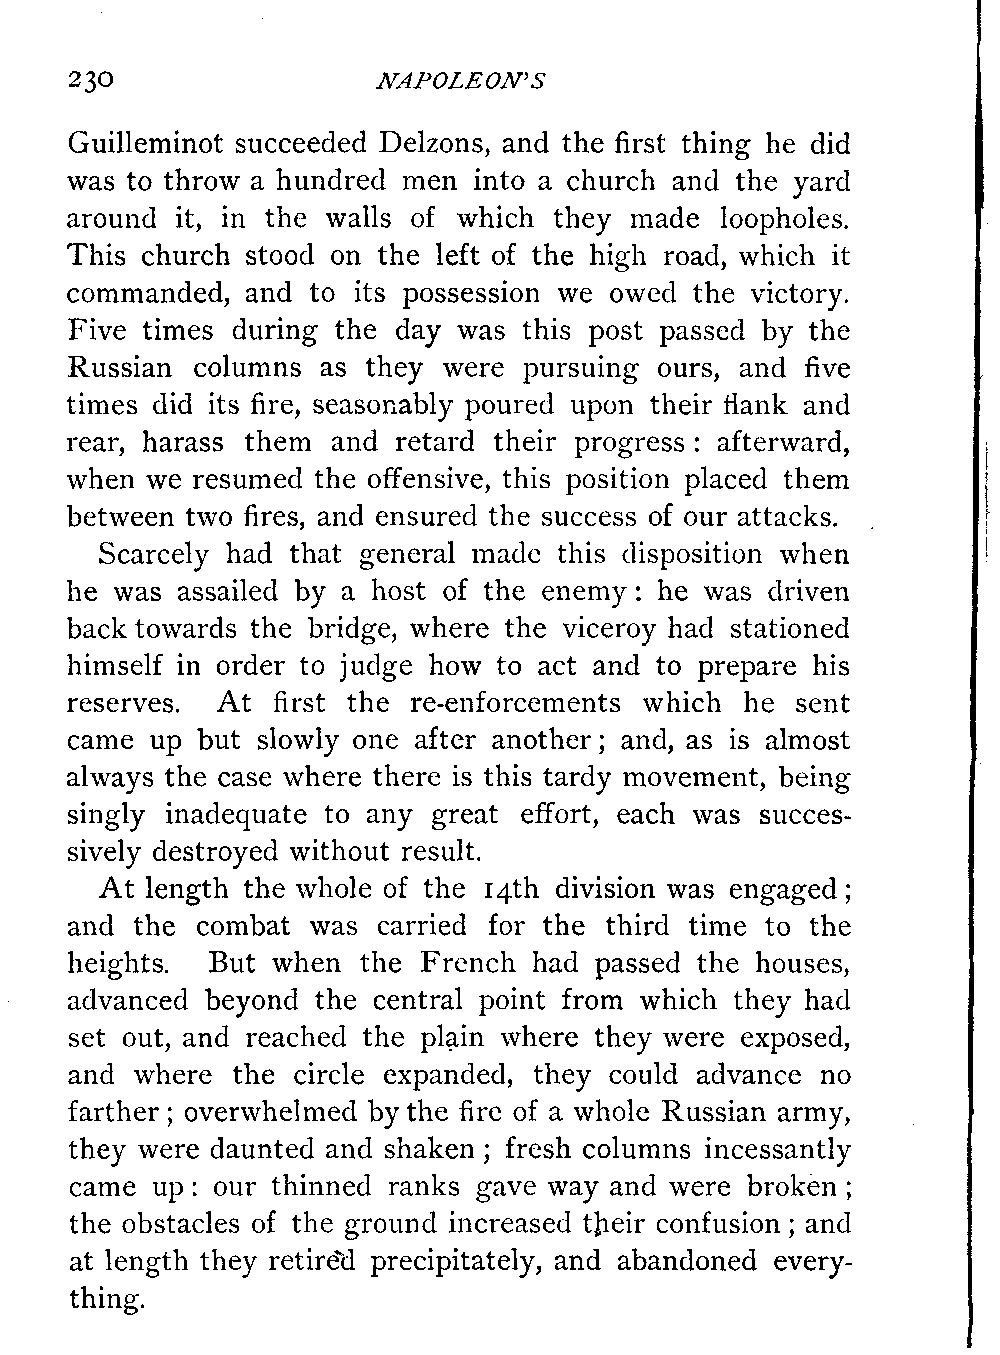 230 NAPOLEON'S
Guilleminot succeeded Delzons, and the first thing he did
was to throw a hundred men into a church and the yard
around it, in the walls of which they made loopholes.
This church stood on the left of the high road, which it
commanded, and to its possession we owed the victory.
Five times during the day was this post passed by the
Russian columns as they were pursuing ours, and five
times did its fire, seasonably poured upon their flank and
rear, harass them and retard their progress : afterward,
when we resumed the offensive, this position placed them
between two fires, and ensured the success of our attacks.
Scarcely had that general made this disposition when
he was assailed by a host of the enemy : he was driven
back towards the bridge, where the viceroy had stationed
himself in order to judge how to act and to prepare his
reserves. At first the re-enforcements which he sent
came up but slowly one after another ; and, as is almost
always the case where there is this tardy movement, being
singly inadequate to any great effort, each was succes-
sively destroyed without result.
At length the whole of the 14th division was engaged ;
and the combat was carried for the third time to the
heights. But when the French had passed the houses,
advanced beyond the central point from which they had
set out, and reached the plain where they were exposed,
and where the circle expanded, they could advance no
farther ; overwhelmed by the fire of a whole Russian army,
they were daunted and shaken ; fresh columns incessantly
came up : our thinned ranks gave way and were broken ;
the obstacles of the ground increased their confusion ; and
at length they retired precipitately, and abandoned every-
thing.